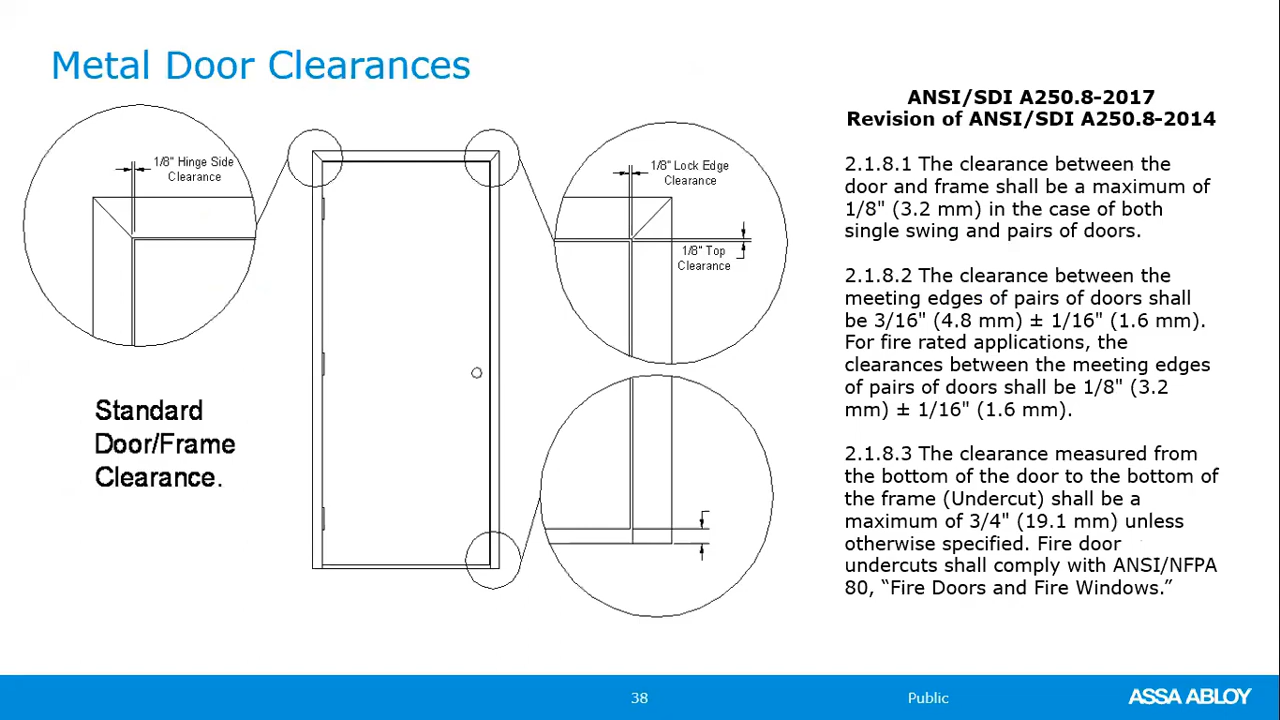 Metal Door Clearances
1/8" Hinge Side
Clearance
1/8" Lock Edge
Clearance
1/8" Top
Clearance
Standard
Door/Frame
Clearance.
ANSI/SDI A250.8-2017
Revision of ANSI/SDI A250.8-2014
2.1.8.1 The clearance between the
door and frame shall be a maximum of
1/8" (3.2 mm) in the case of both
single swing and pairs of doors.
2.1.8.2 The clearance between the
meeting edges of pairs of doors shall
be 3/16" (4.8 mm) ± 1/16" (1.6 mm).
For fire rated applications, the
clearances between the meeting edges
of pairs of doors shall be 1/8" (3.2
mm) ± 1/16" (1.6 mm).
2.1.8.3 The clearance measured from
the bottom of the door to the bottom of
the frame (Undercut) shall be a
maximum of 3/4" (19.1 mm) unless
otherwise specified. Fire door
undercuts shall comply with ANSI/NFPA
80, “Fire Doors and Fire Windows.”
38
Public
ASSA ABLOY